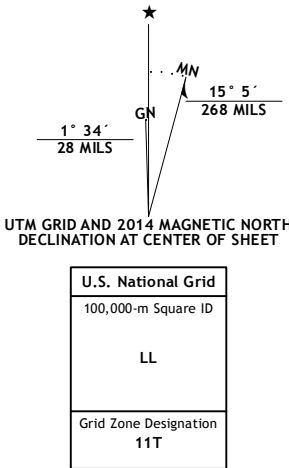 MN
GN
15° 5´
268 MILS
1° 34´
28 MILS
UTM GRID AND 2014 MAGNETIC NORTH
DECLINATION AT CENTER OF SHEET
U.S. National Grid
100,000-m Square ID
LL
Grid Zone Designation
11T